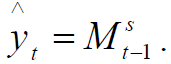 ŷ_t = M^s_{t-1} .